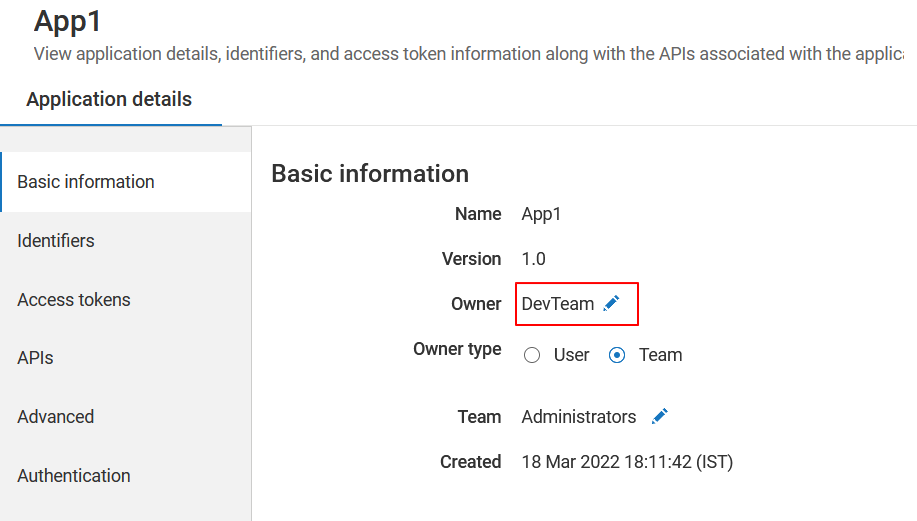 App1
View application details, identifiers, and access token information along with the APIs associated with the applic
Application details
Basic information
Identifiers
Access tokens
APIs
Advanced
Authentication
Basic information
Name App1
Version 1.0
Owner DevTeam
Owner type User Team
Team Administrators
Created 18 Mar 2022 18:11:42 (IST)